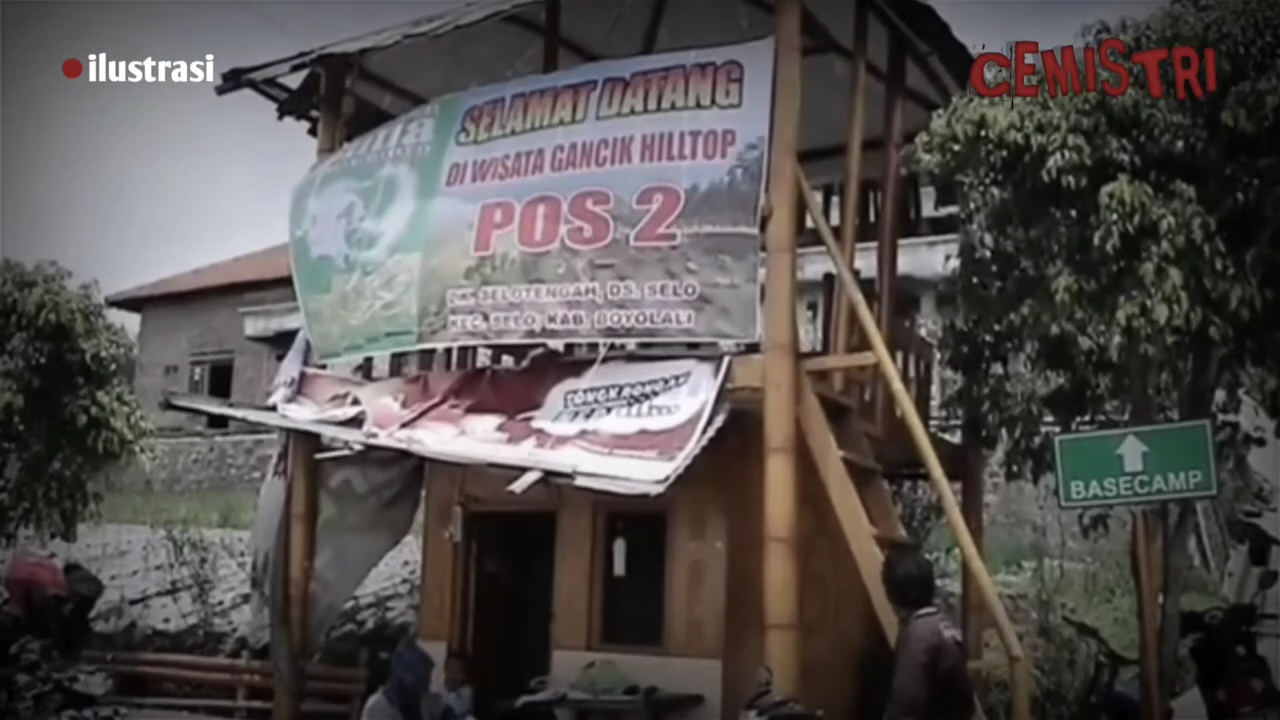 ilustrasi
CEMISTRI
SELAMAT DATANG
DI WISATA GANCIK HILLTOP
POS 2
DK. SELOTENGAH, DS. SELO
KEC. SELO, KAB. BOYOLALI
TONGKRONGAN
BASECAMP